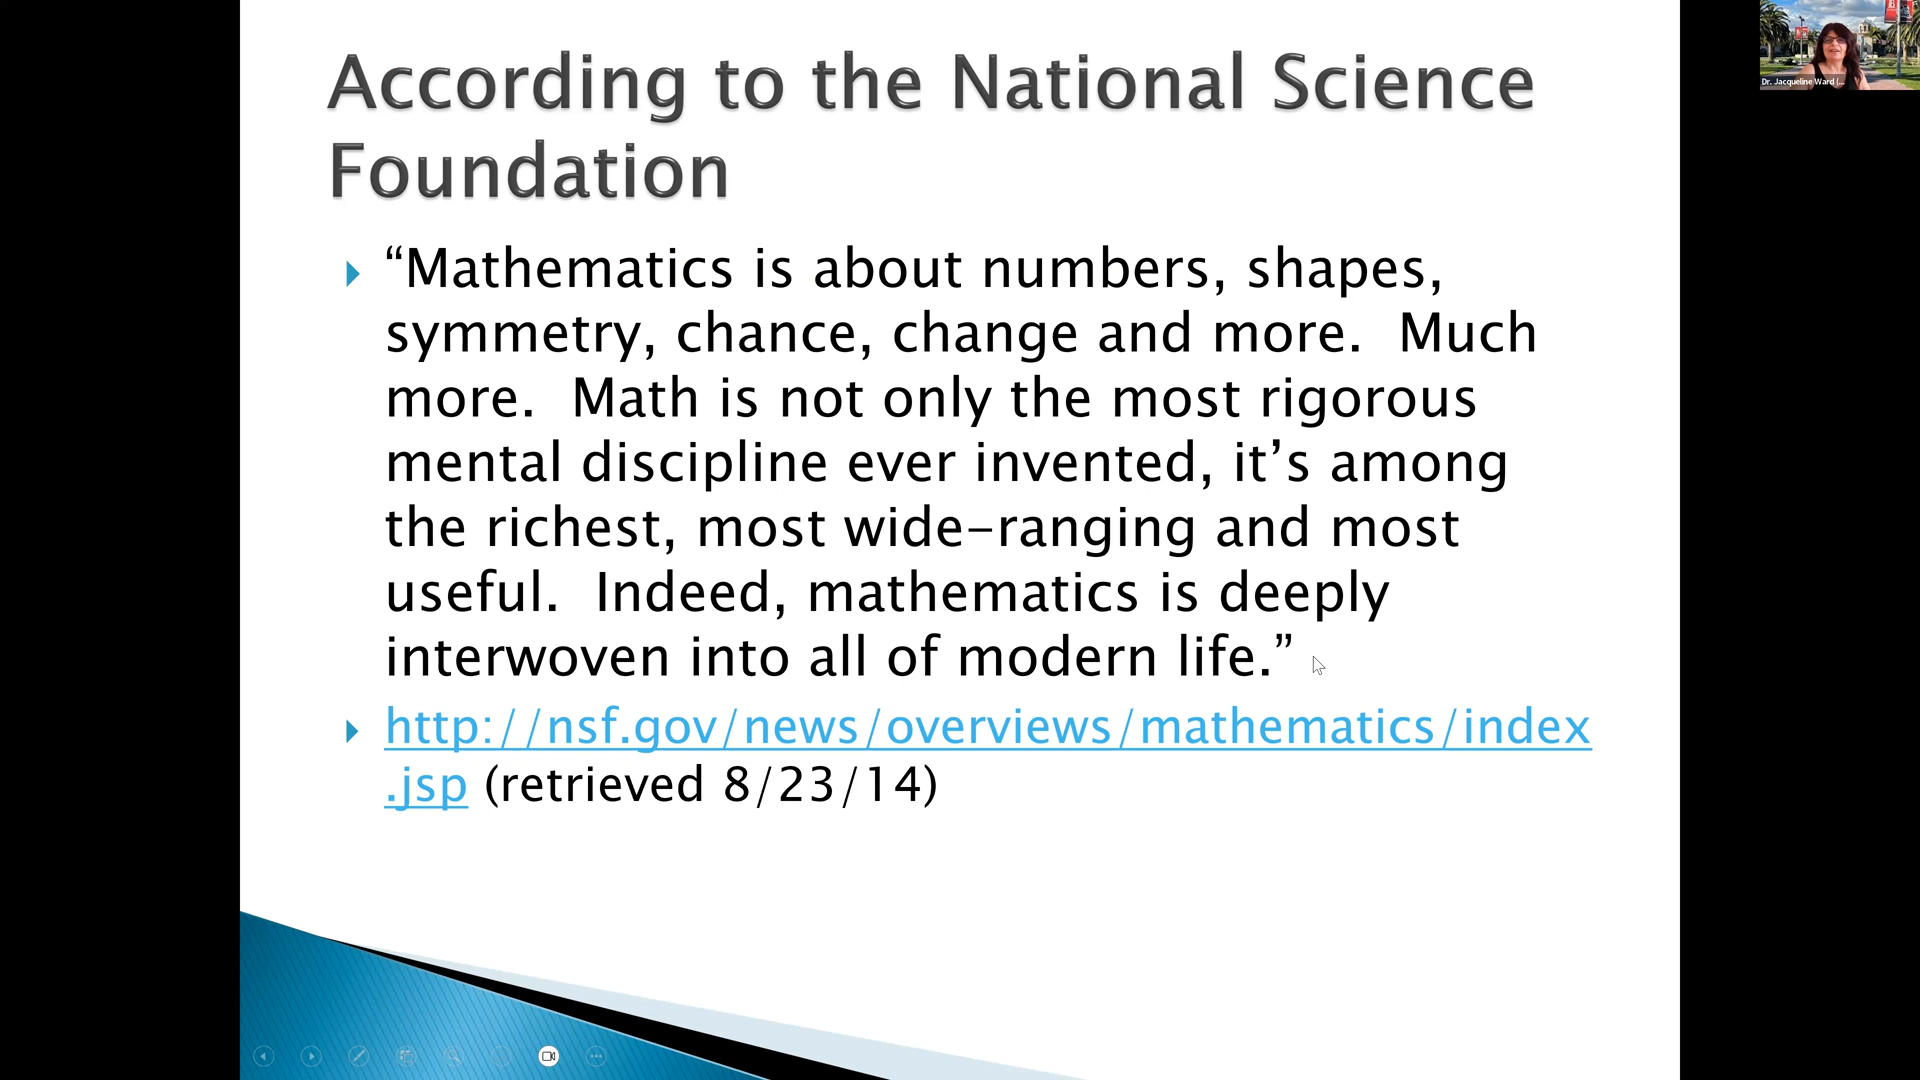 According to the National Science
Foundation
“Mathematics is about numbers, shapes,
symmetry, chance, change and more.  Much
more.  Math is not only the most rigorous
mental discipline ever invented, it’s among
the richest, most wide-ranging and most
useful.  Indeed, mathematics is deeply
interwoven into all of modern life.”
http://nsf.gov/news/overviews/mathematics/index
.jsp (retrieved 8/23/14)
Dr. Jacqueline Ward (...